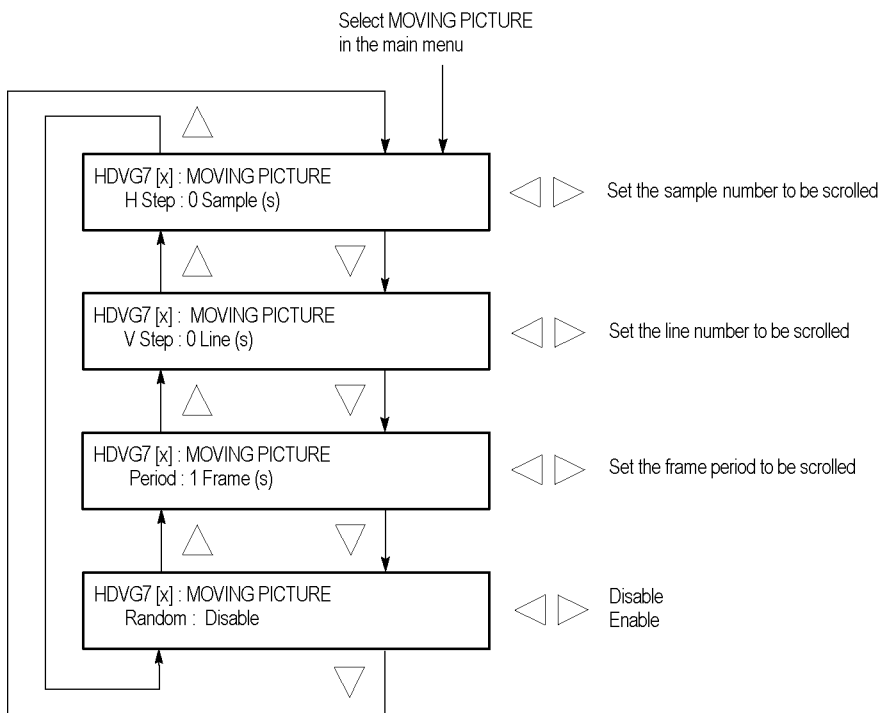 Select MOVING PICTURE
in the main menu
HDVG7 [x] : MOVING PICTURE
H Step : 0 Sample (s)
Set the sample number to be scrolled
HDVG7 [x] : MOVING PICTURE
V Step : 0 Line (s)
Set the line number to be scrolled
HDVG7 [x] : MOVING PICTURE
Period : 1 Frame (s)
Set the frame period to be scrolled
HDVG7 [x] : MOVING PICTURE
Random : Disable
Disable
Enable